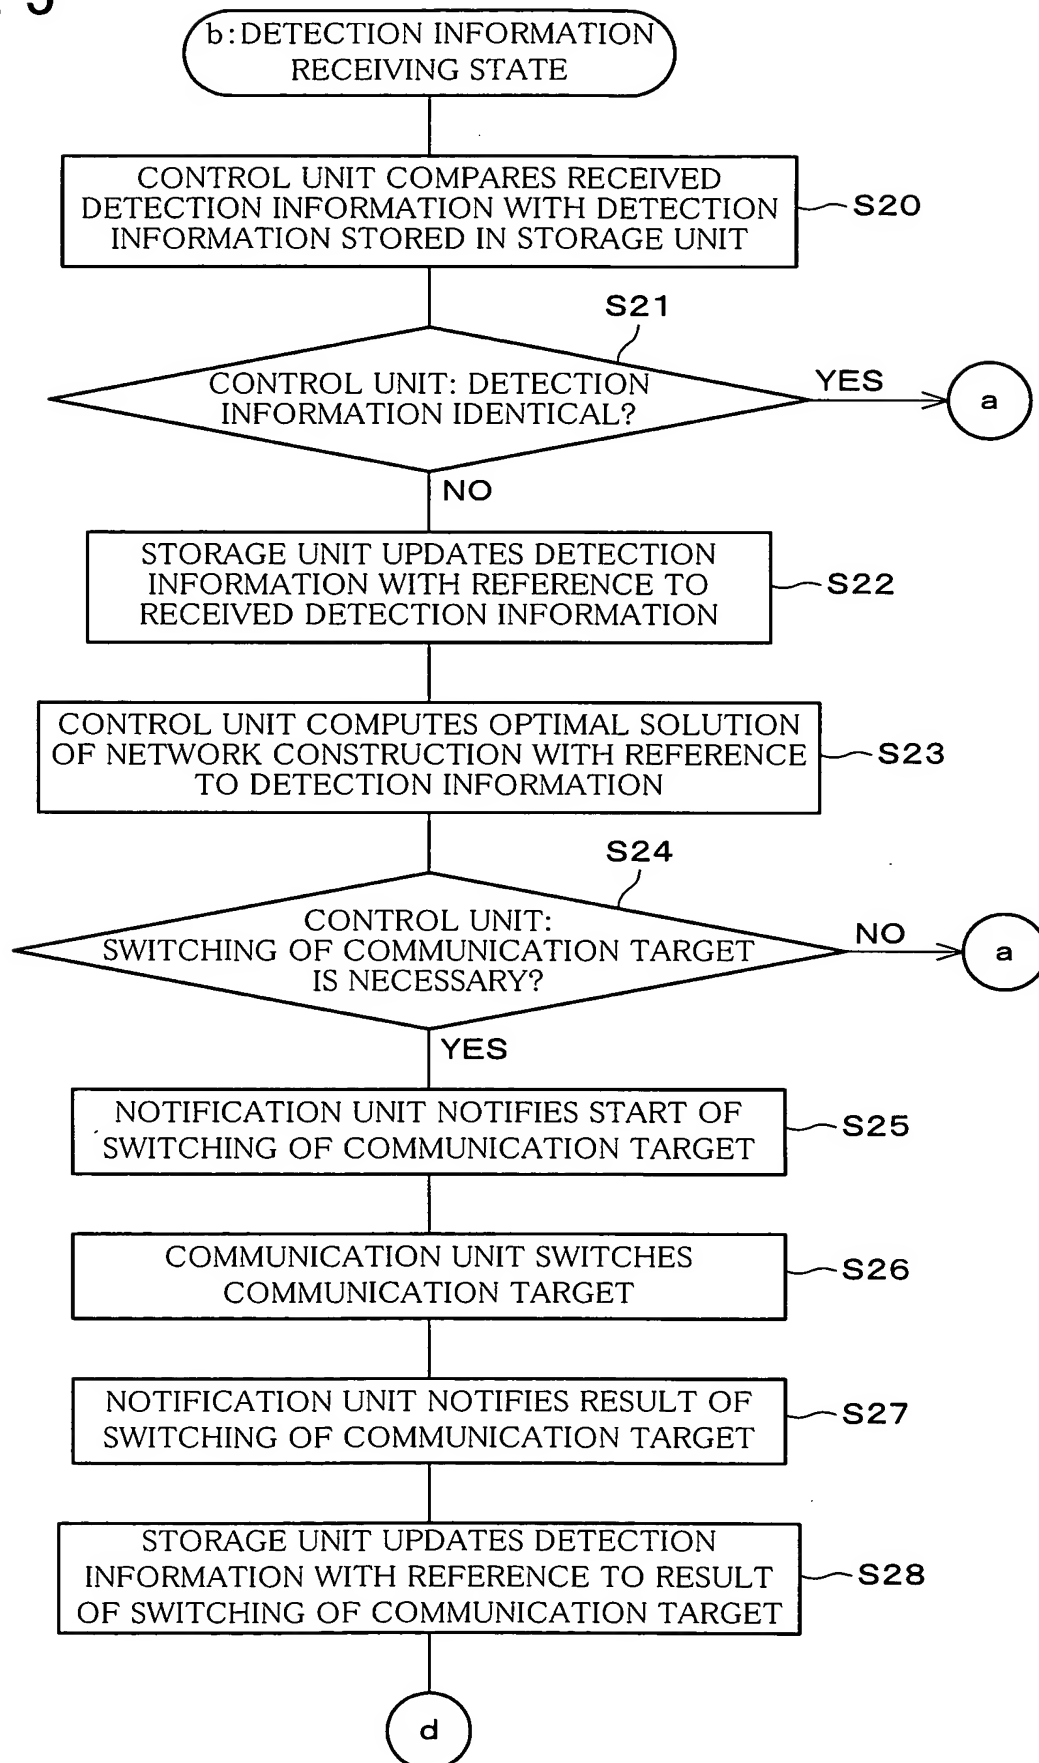 b:DETECTION INFORMATION
RECEIVING STATE
CONTROL UNIT COMPARES RECEIVED
DETECTION INFORMATION WITH DETECTION
INFORMATION STORED IN STORAGE UNIT
S20
S21
CONTROL UNIT: DETECTION
INFORMATION IDENTICAL?
YES
a
NO
STORAGE UNIT UPDATES DETECTION
INFORMATION WITH REFERENCE TO
RECEIVED DETECTION INFORMATION
S22
CONTROL UNIT COMPUTES OPTIMAL SOLUTION
OF NETWORK CONSTRUCTION WITH REFERENCE
TO DETECTION INFORMATION
S23
S24
CONTROL UNIT:
SWITCHING OF COMMUNICATION TARGET
IS NECESSARY?
NO
a
YES
NOTIFICATION UNIT NOTIFIES START OF
SWITCHING OF COMMUNICATION TARGET
S25
COMMUNICATION UNIT SWITCHES
COMMUNICATION TARGET
S26
NOTIFICATION UNIT NOTIFIES RESULT OF
SWITCHING OF COMMUNICATION TARGET
S27
STORAGE UNIT UPDATES DETECTION
INFORMATION WITH REFERENCE TO RESULT
OF SWITCHING OF COMMUNICATION TARGET
S28
d